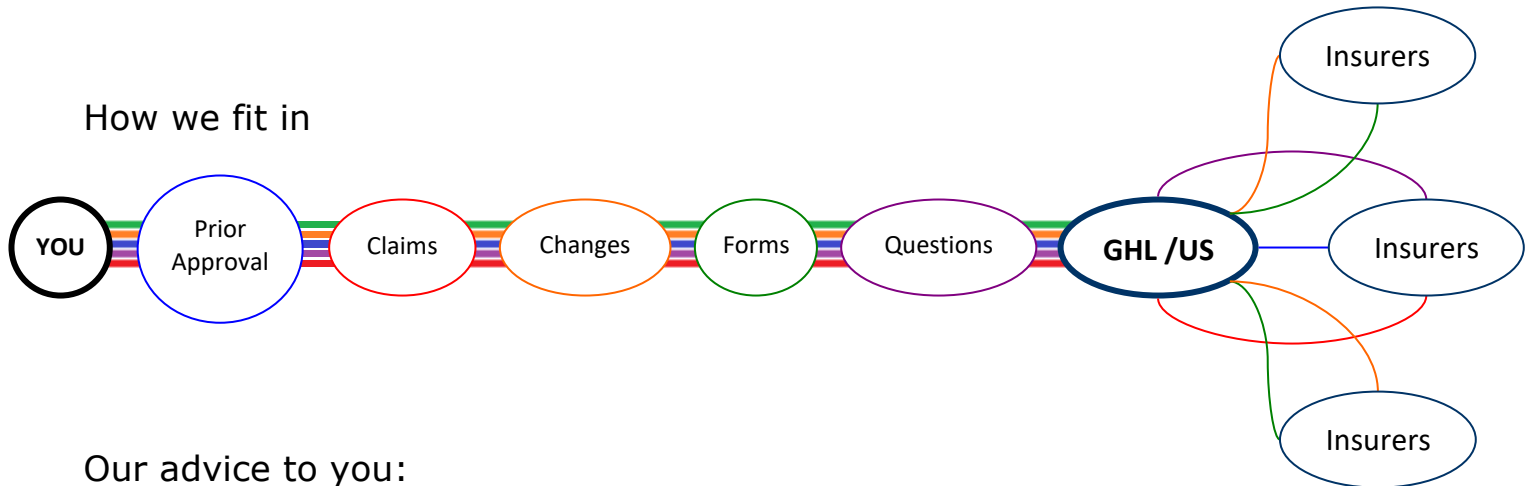 Insurers
How we fit in
YOU
Prior
Approval
Claims
Changes
Forms
Questions
GHL /US
Insurers
Insurers
Our advice to you: